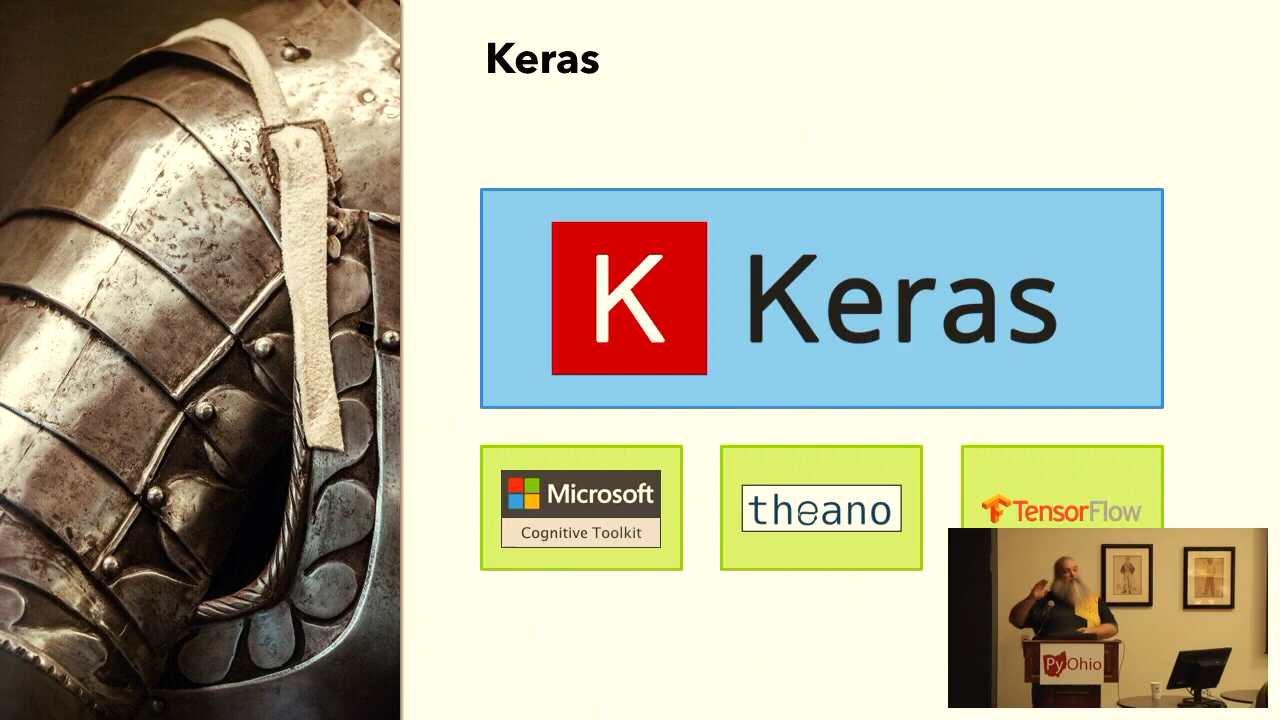 Keras
K Keras
Microsoft
Cognitive Toolkit
theano
TensorFlow
PyOhio